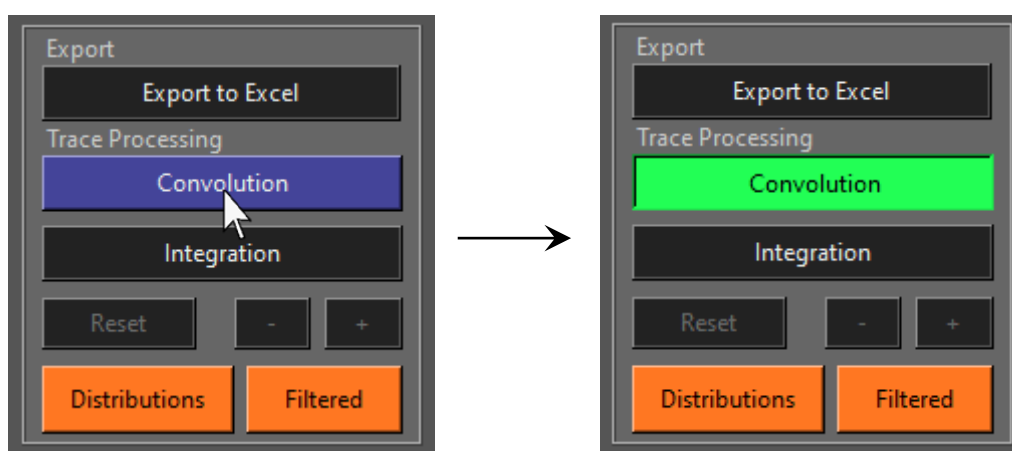 Export
Export to Excel
Trace Processing
Convolution
Integration
Reset - +
Distributions Filtered
Export
Export to Excel
Trace Processing
Convolution
Integration
Reset - +
Distributions Filtered